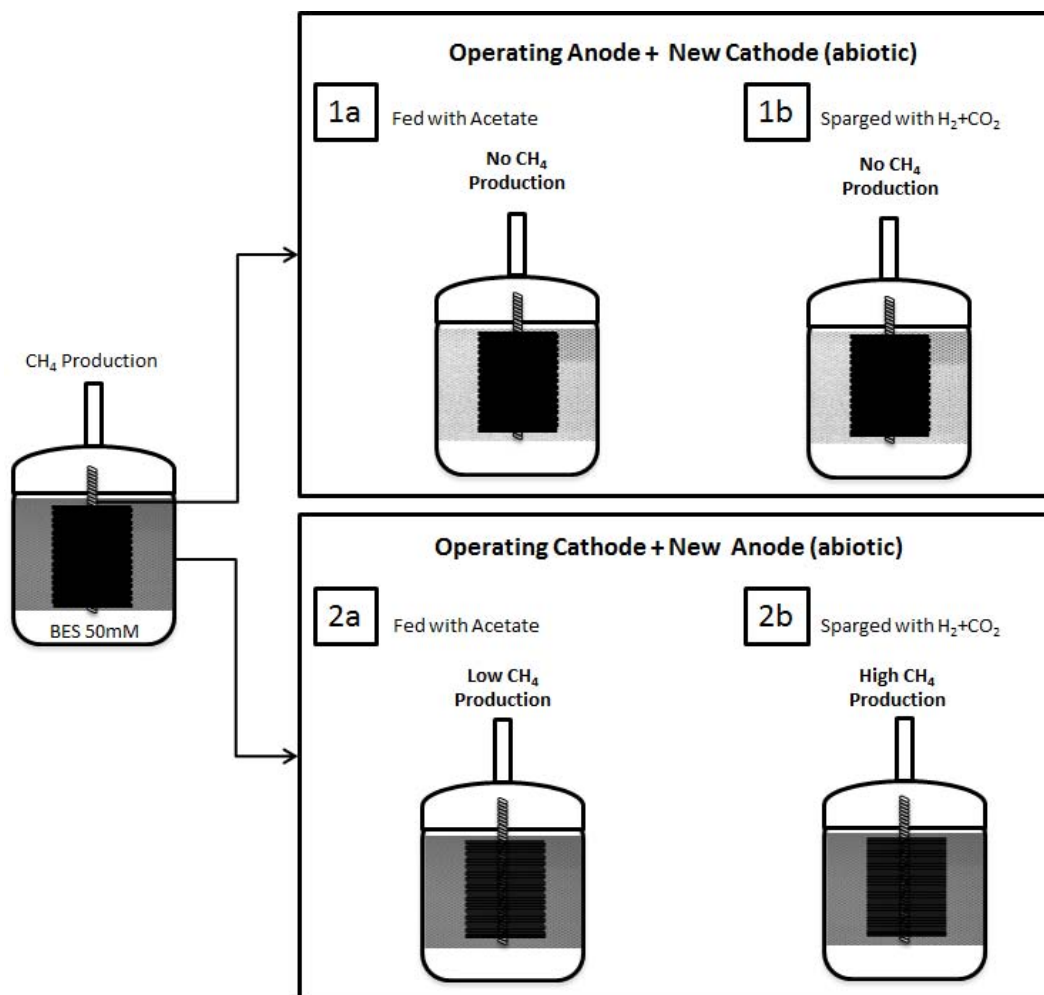 Operating Anode + New Cathode (abiotic)
1a Fed with Acetate
No CH₄
Production
1b Sparged with H₂+CO₂
No CH₄
Production
CH₄ Production
BES 50mM
Operating Cathode + New Anode (abiotic)
2a Fed with Acetate
Low CH₄
Production
2b Sparged with H₂+CO₂
High CH₄
Production